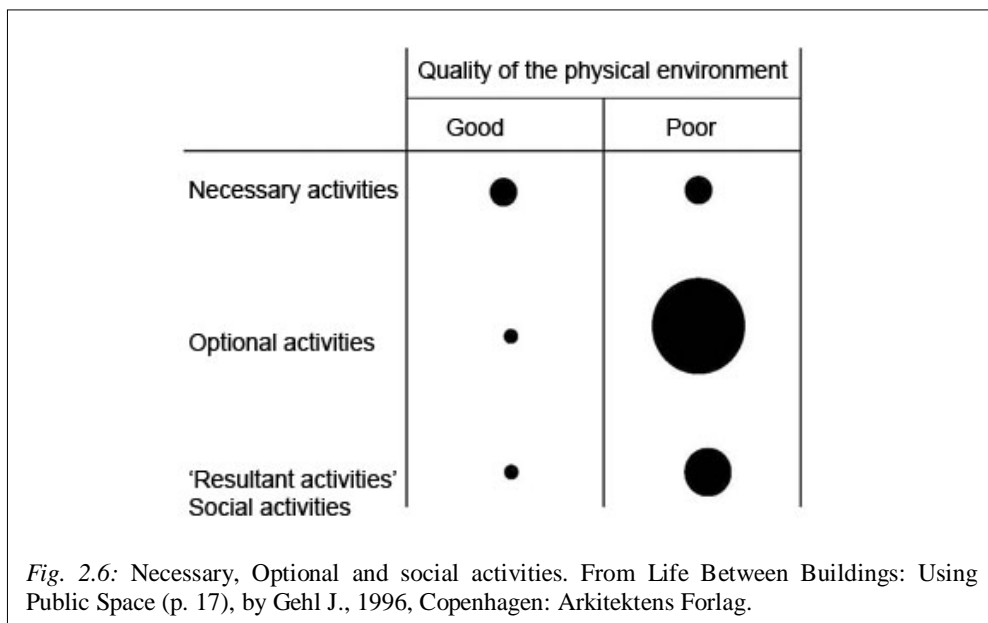 Quality of the physical environment
Good Poor
Necessary activities
Optional activities
‘Resultant activities’
Social activities
Fig. 2.6: Necessary, Optional and social activities. From Life Between Buildings: Using
Public Space (p. 17), by Gehl J., 1996, Copenhagen: Arkitektens Forlag.